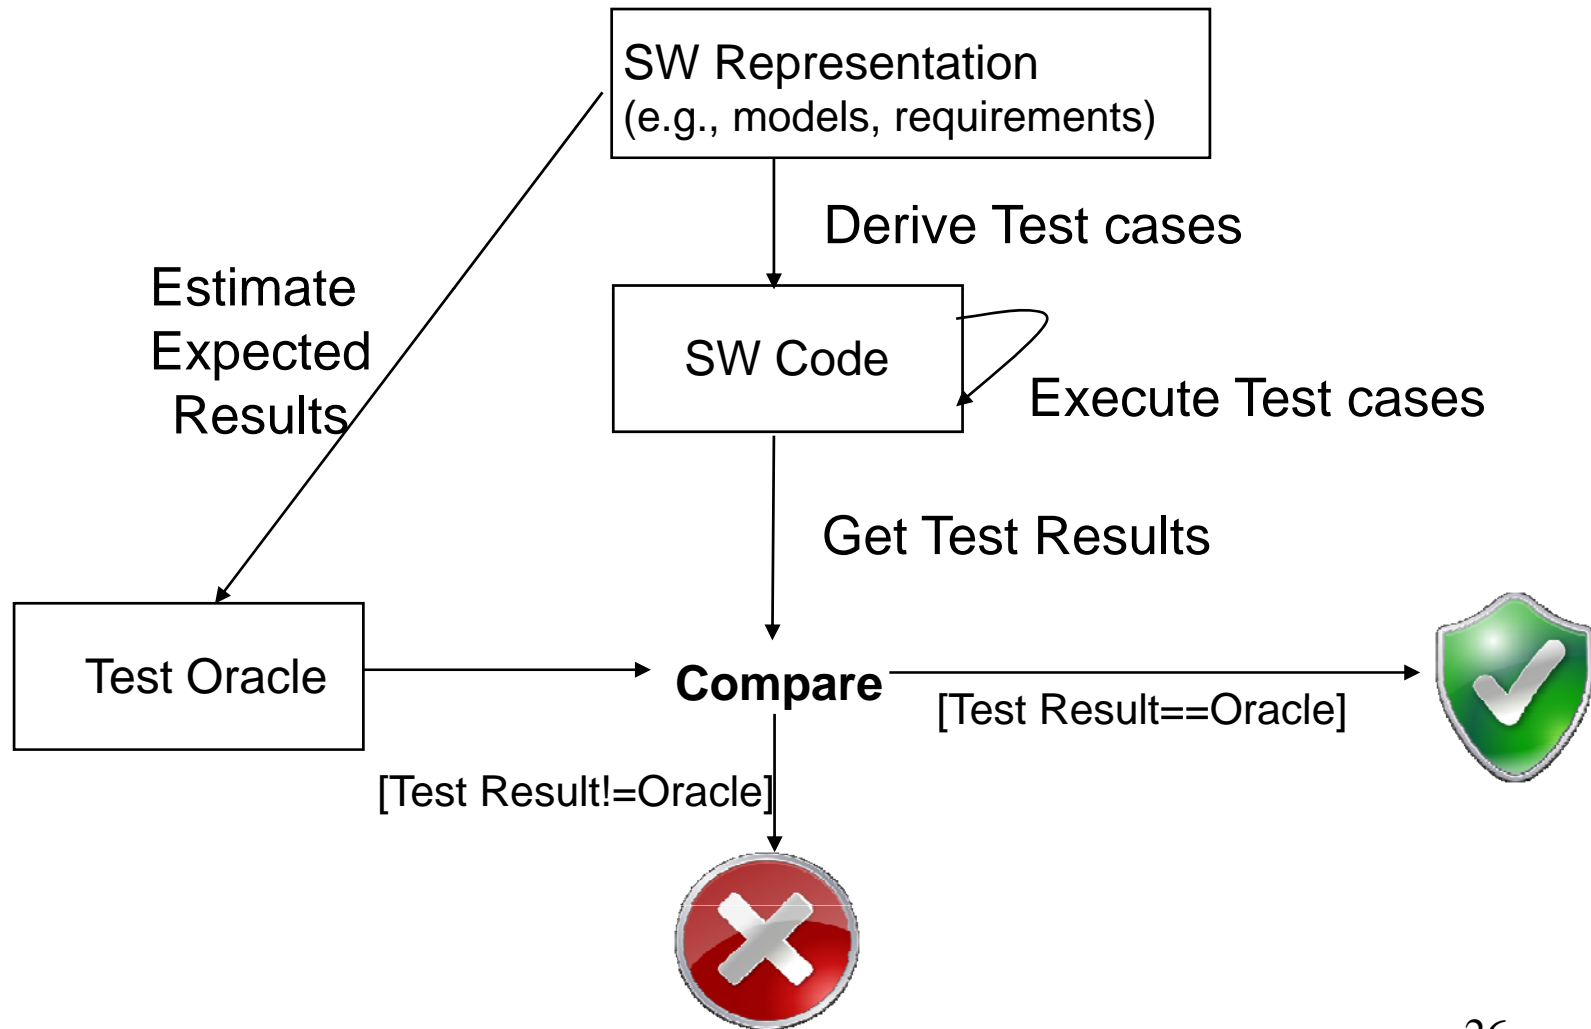 SW Representation
(e.g., models, requirements)
Derive Test cases
Estimate
Expected
Results
SW Code
Execute Test cases
Get Test Results
Test Oracle
Compare
[Test Result==Oracle]
[Test Result!=Oracle]